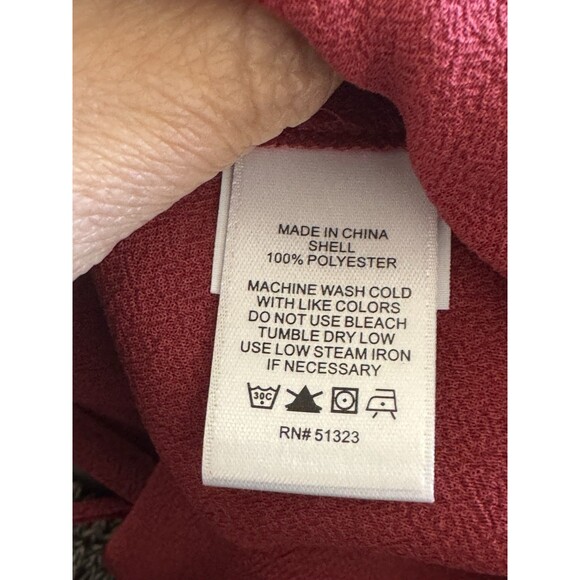 MADE IN CHINA
SHELL
100% POLYESTER
MACHINE WASH COLD
WITH LIKE COLORS
DO NOT USE BLEACH
TUMBLE DRY LOW
USE LOW STEAM IRON
IF NECESSARY
30C
RN# 51323